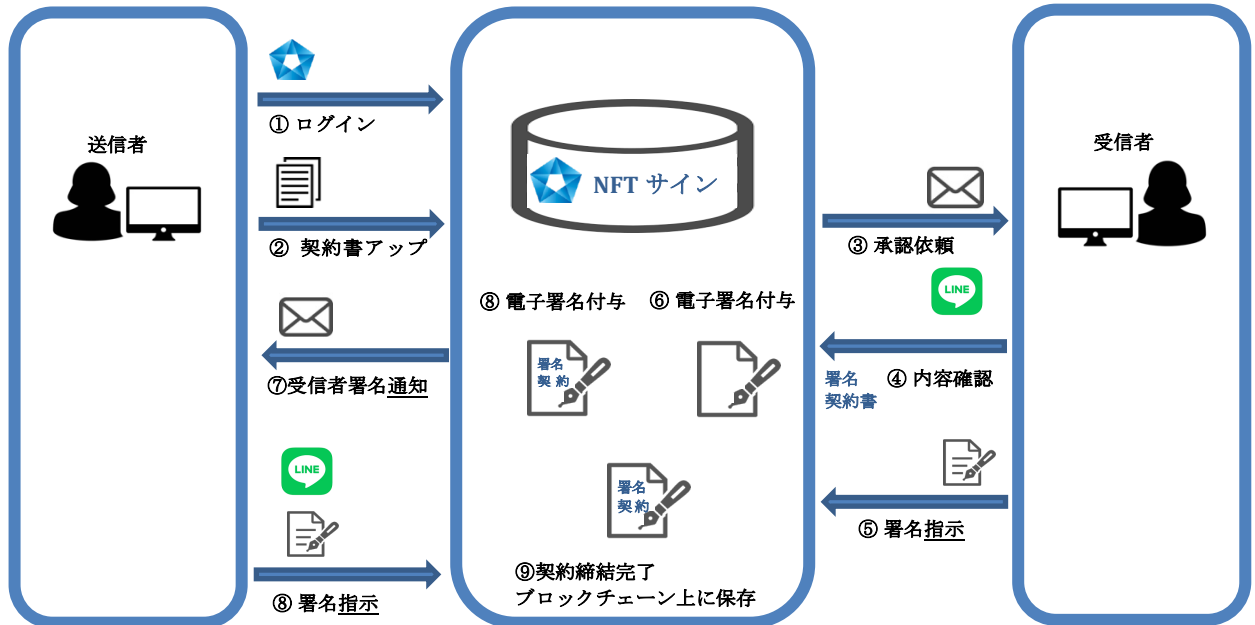 送信者
① ログイン
② 契約書アップ
⑦受信者署名通知
LINE
⑧ 署名指示
NFT サイン
⑧ 電子署名付与
⑥ 電子署名付与
署名
契約
署名
契約
⑨契約締結完了
ブロックチェーン上に保存
③ 承認依頼
LINE
④ 内容確認
署名
契約書
⑤ 署名指示
受信者